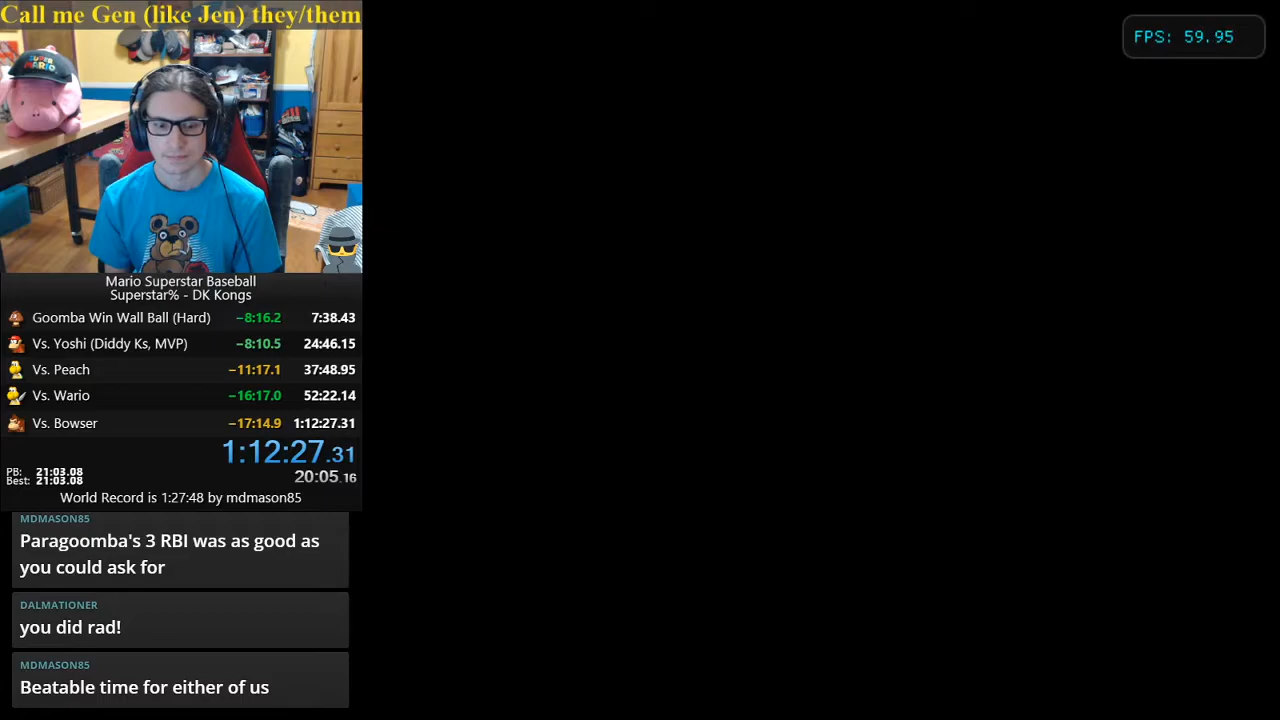 Call me Gen (like Jen) they/them
FPS: 59.95
SUPER MARIO
Mario Superstar Baseball
Superstar% - DK Kongs
Goomba Win Wall Ball (Hard) -8:16.2 7:38.43
Vs. Yoshi (Diddy Ks, MVP) -8:10.5 24:46.15
Vs. Peach -11:17.1 37:48.95
Vs. Wario -16:17.0 52:22.14
Vs. Bowser -17:14.9 1:12:27.31
1:12:27.31
PB: 21:03.08
Best: 21:03.08
20:05.16
World Record is 1:27:48 by mdmason85
MDMASON85
Paragoomba's 3 RBI was as good as
you could ask for
DALMATIONER
you did rad!
MDMASON85
Beatable time for either of us